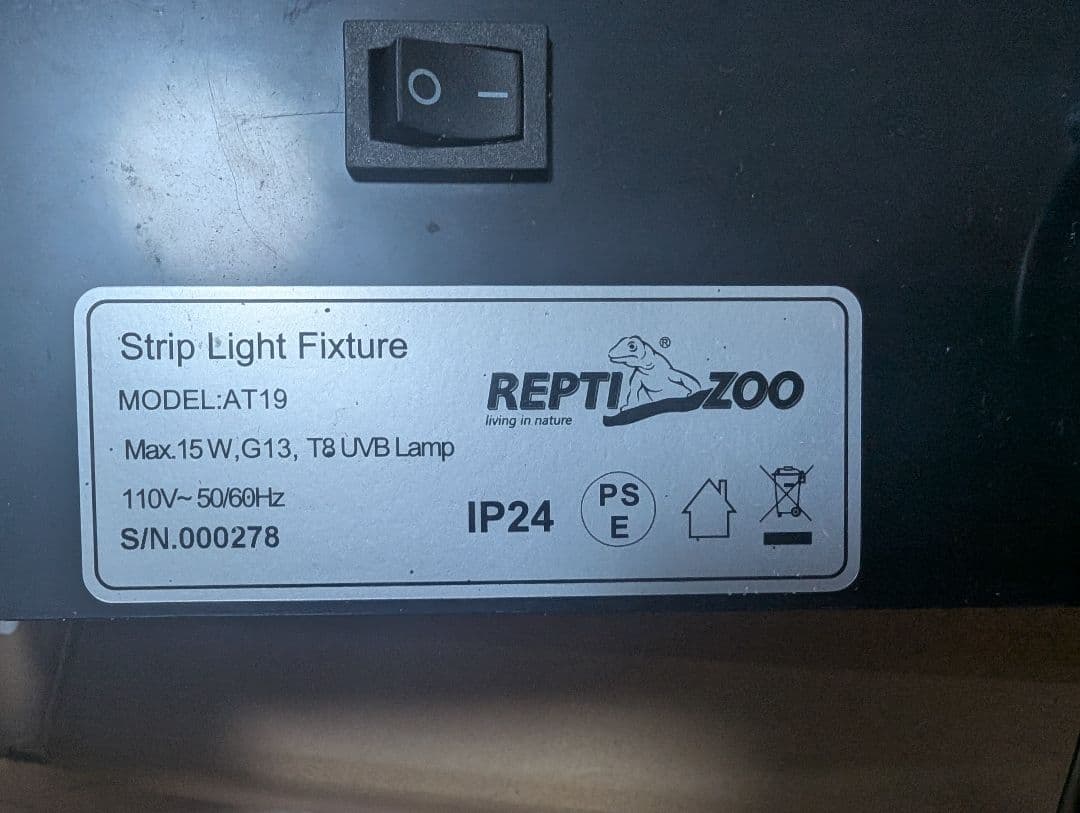 O I
Strip Light Fixture
MODEL:AT19
Max.15W,G13, T8 UVB Lamp
110V~ 50/60Hz
S/N.000278
REPTI ZOO ®
living in nature
IP24
PS
E